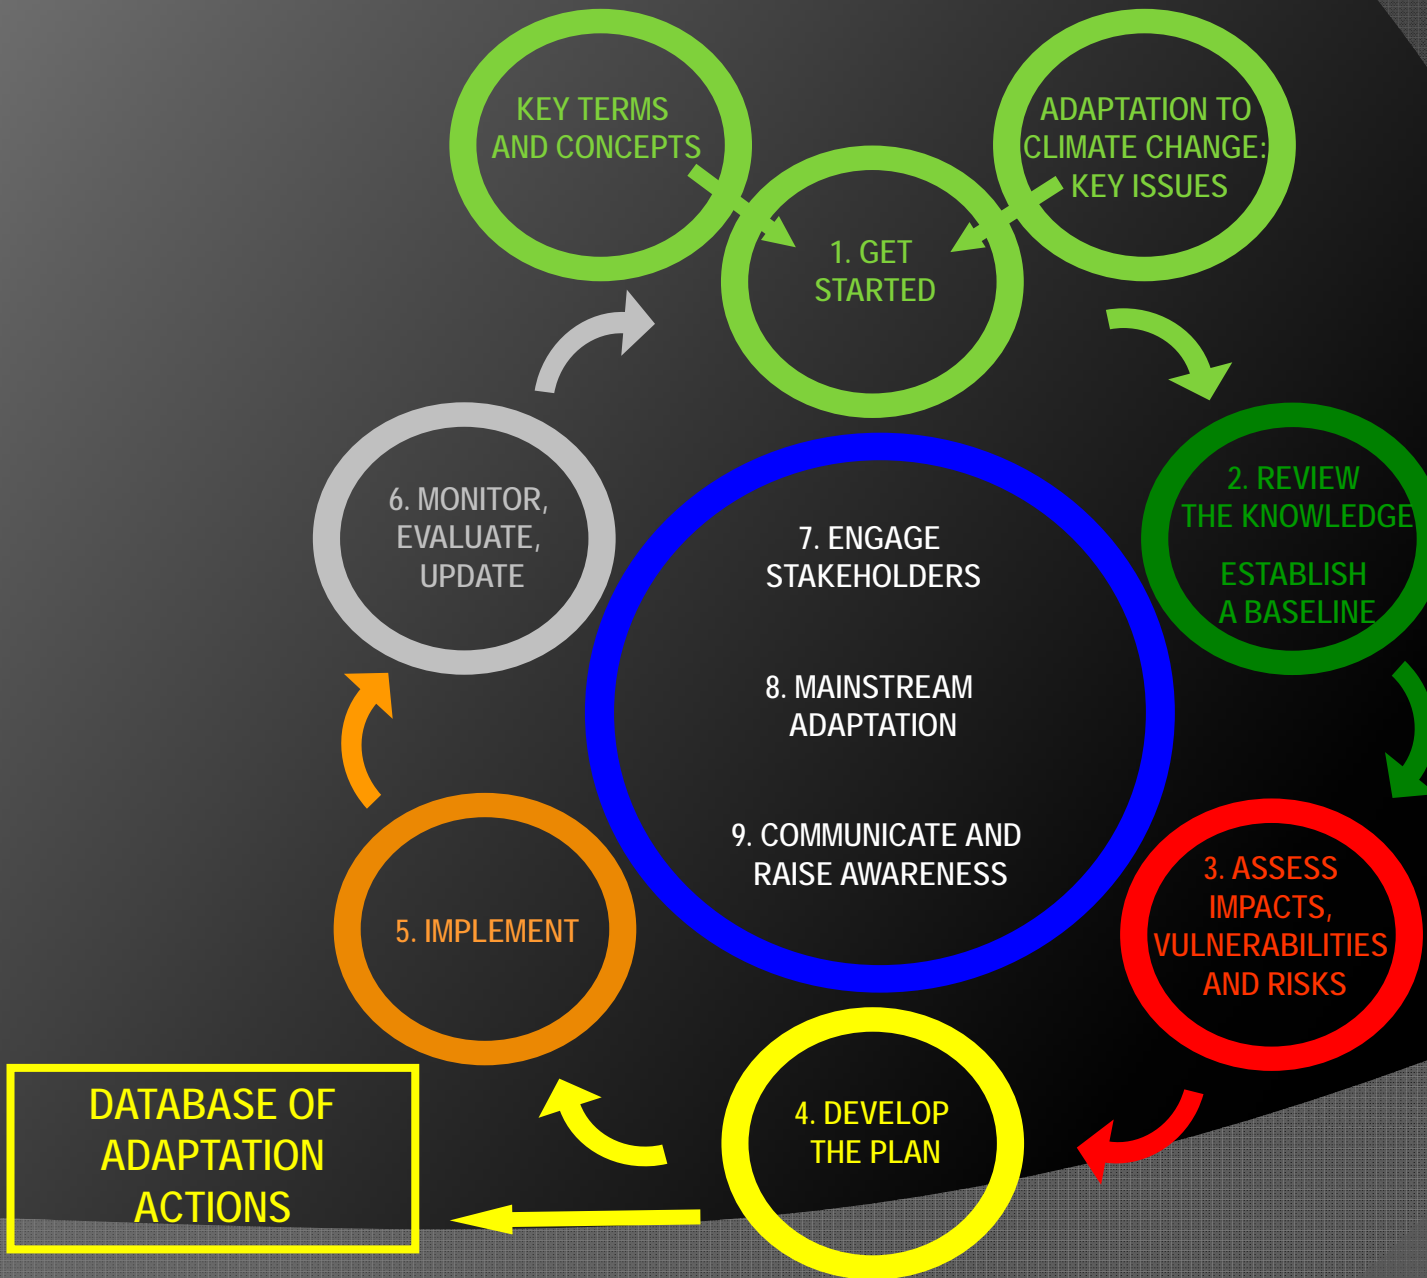 KEY TERMS
AND CONCEPTS
ADAPTATION TO
CLIMATE CHANGE:
KEY ISSUES
1. GET
STARTED
2. REVIEW
THE KNOWLEDGE
ESTABLISH
A BASELINE
3. ASSESS
IMPACTS,
VULNERABILITIES
AND RISKS
4. DEVELOP
THE PLAN
DATABASE OF
ADAPTATION
ACTIONS
5. IMPLEMENT
6. MONITOR,
EVALUATE,
UPDATE
7. ENGAGE
STAKEHOLDERS
8. MAINSTREAM
ADAPTATION
9. COMMUNICATE AND
RAISE AWARENESS